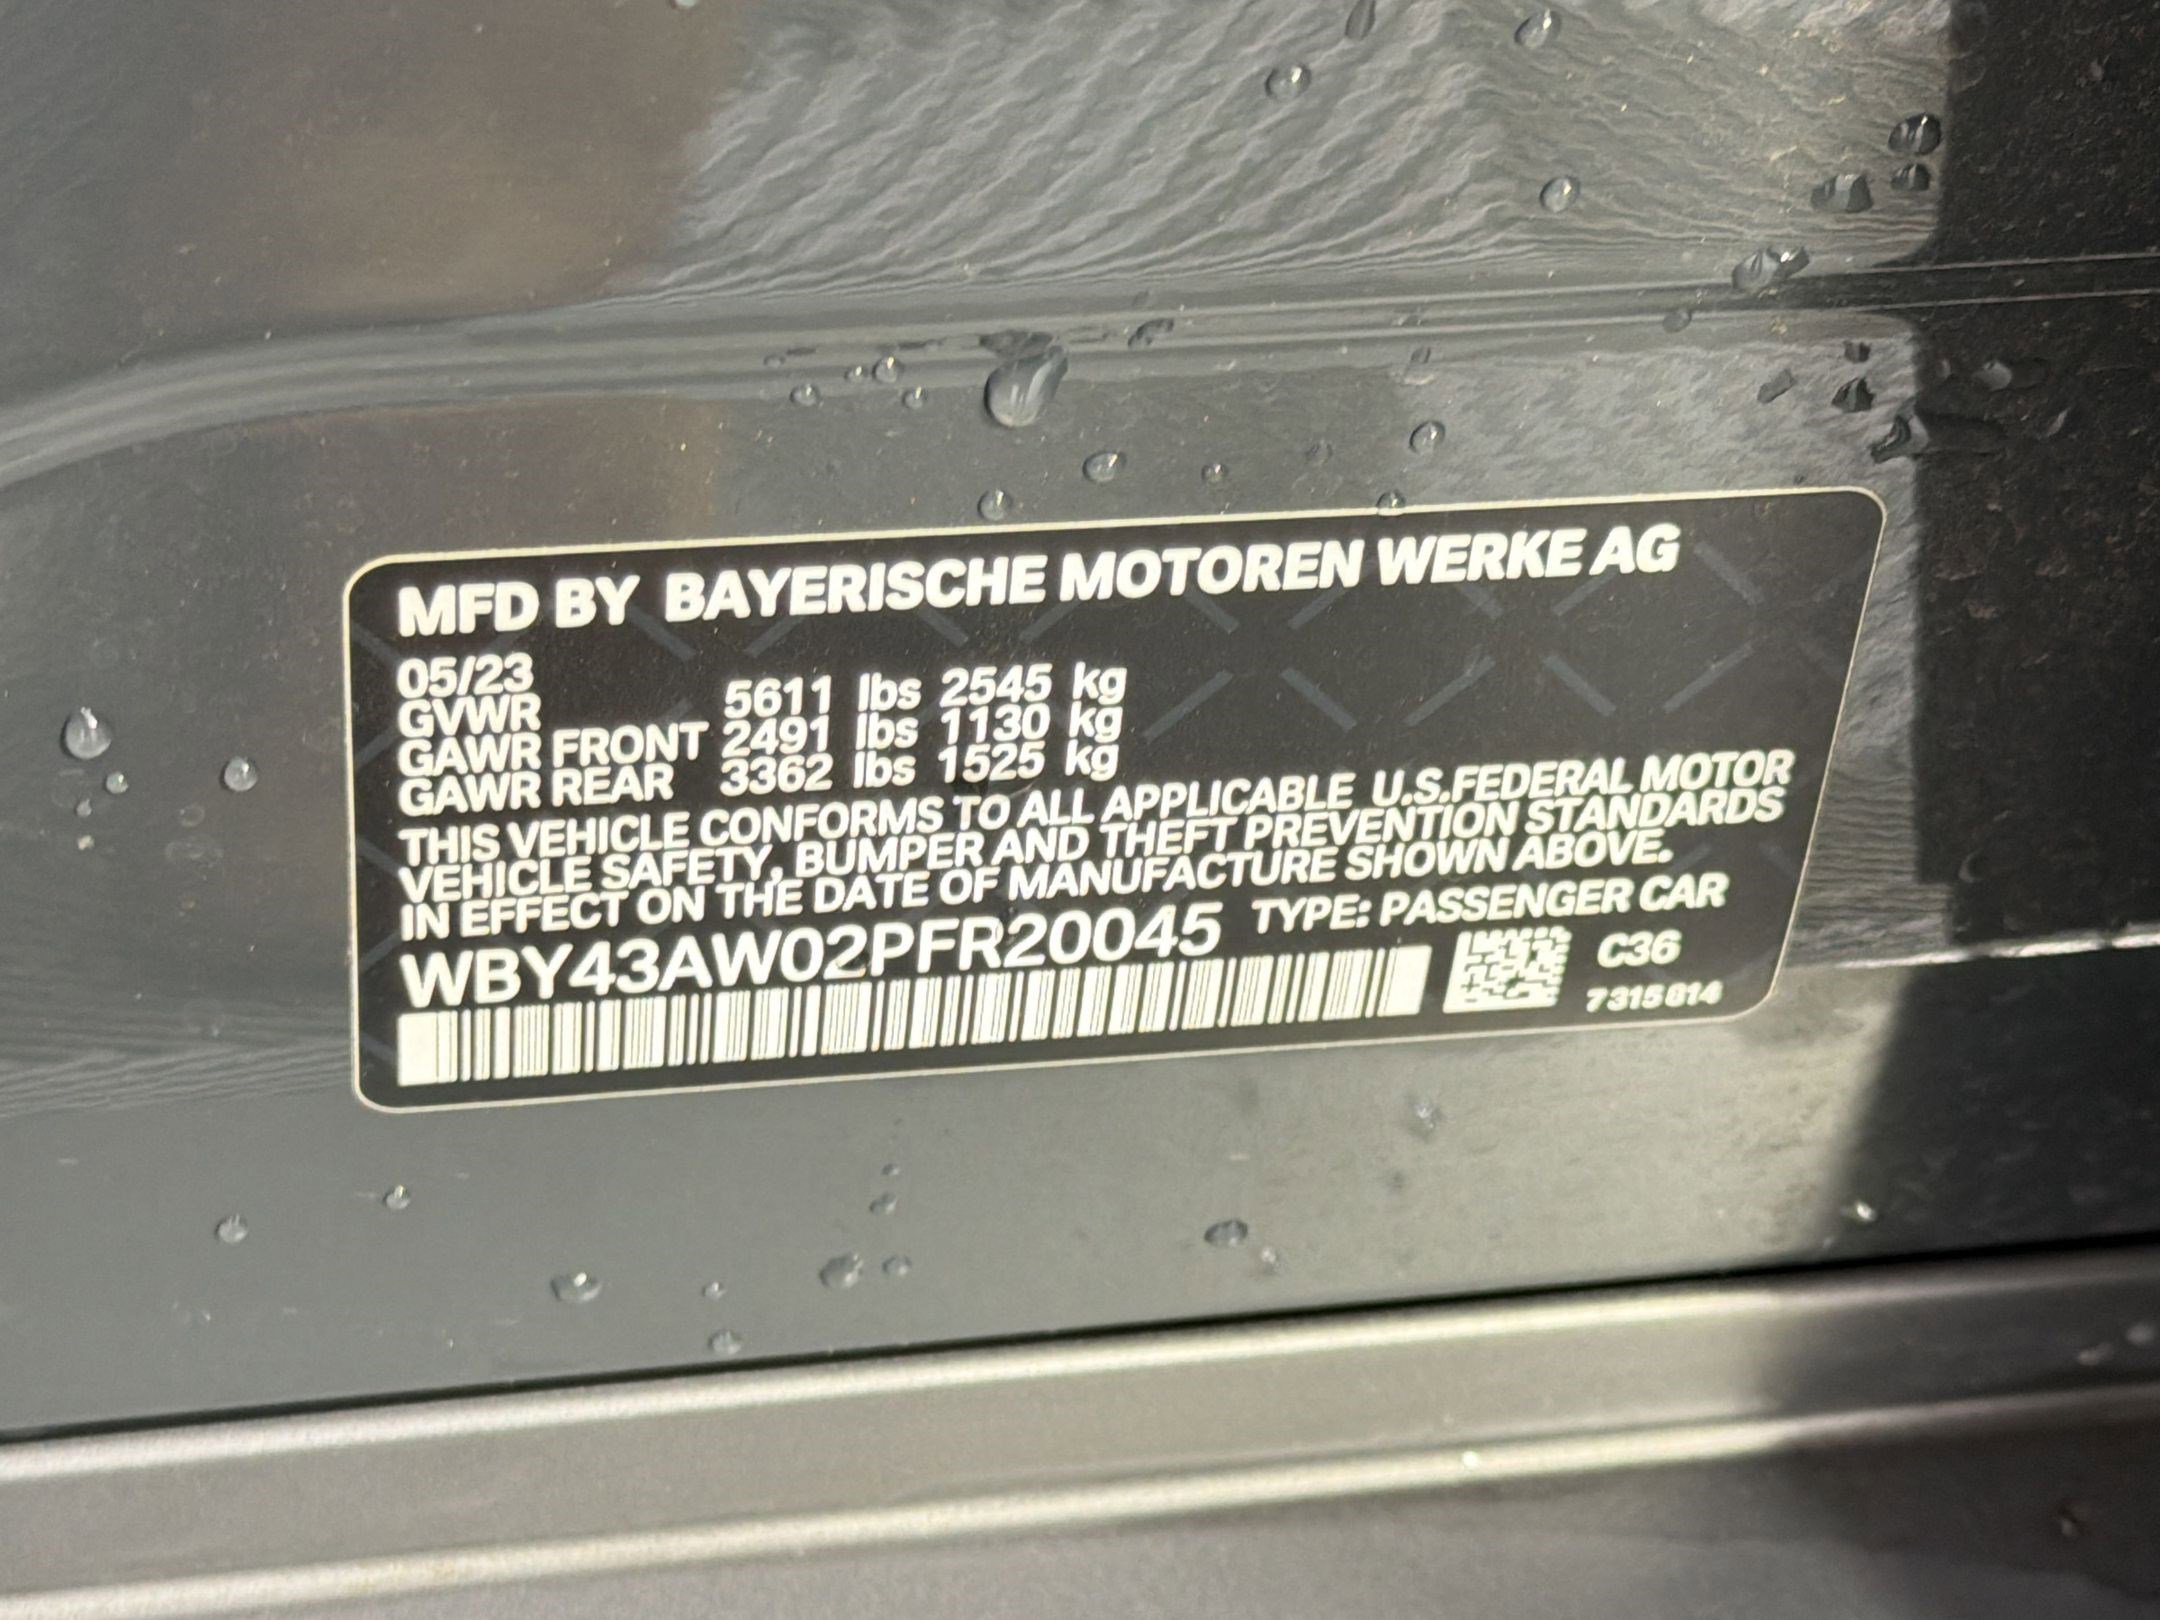 MFD BY BAYERISCHE MOTOREN WERKE AG
05/23
GVWR 5611 lbs 2545 kg
GAWR FRONT 2491 lbs 1130 kg
GAWR REAR 3362 lbs 1525 kg
THIS VEHICLE CONFORMS TO ALL APPLICABLE U.S.FEDERAL MOTOR
VEHICLE SAFETY, BUMPER AND THEFT PREVENTION STANDARDS
IN EFFECT ON THE DATE OF MANUFACTURE SHOWN ABOVE.
WBY43AW02PFR20045 TYPE: PASSENGER CAR
C36
7315814